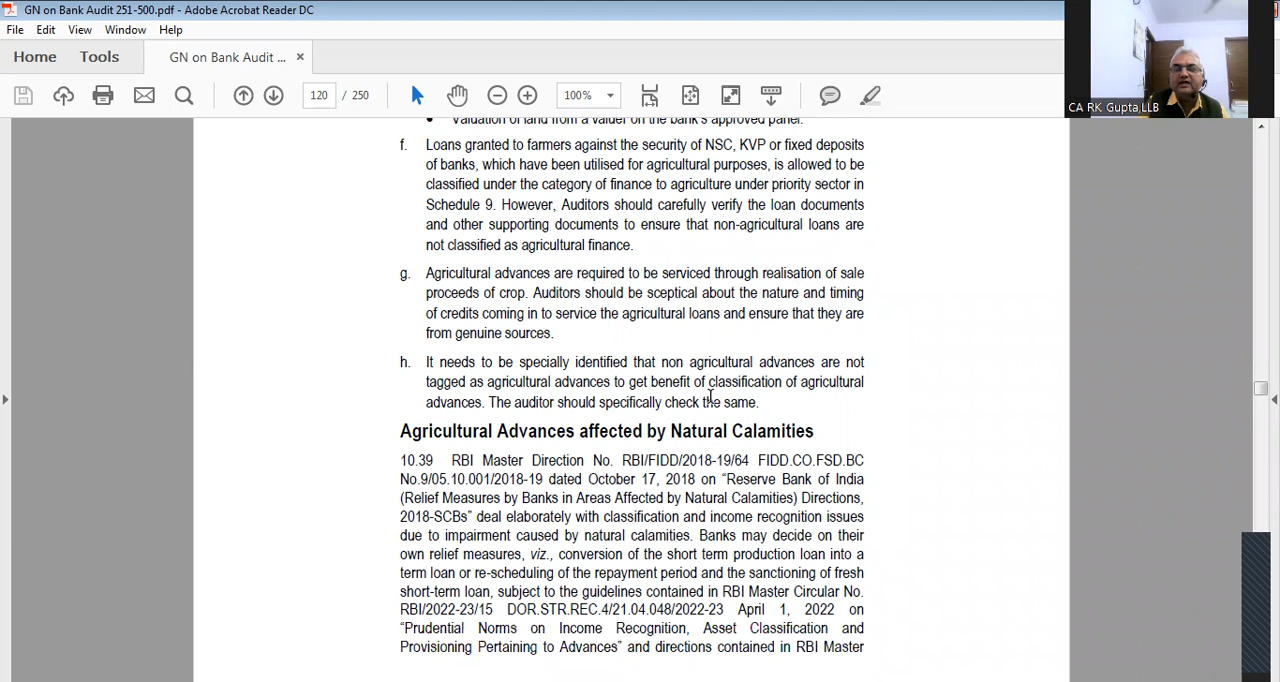 GN on Bank Audit 251-500.pdf - Adobe Acrobat Reader DC
File Edit View Window Help
Home Tools GN on Bank Audit ... ×
120 / 250 100%
CA RK Gupta,LLB
• Valuation of land from a valuer on the bank's approved panel.
f. Loans granted to farmers against the security of NSC, KVP or fixed deposits
of banks, which have been utilised for agricultural purposes, is allowed to be
classified under the category of finance to agriculture under priority sector in
Schedule 9. However, Auditors should carefully verify the loan documents
and other supporting documents to ensure that non-agricultural loans are
not classified as agricultural finance.
g. Agricultural advances are required to be serviced through realisation of sale
proceeds of crop. Auditors should be sceptical about the nature and timing
of credits coming in to service the agricultural loans and ensure that they are
from genuine sources.
h. It needs to be specially identified that non agricultural advances are not
tagged as agricultural advances to get benefit of classification of agricultural
advances. The auditor should specifically check the same.
Agricultural Advances affected by Natural Calamities
10.39 RBI Master Direction No. RBI/FIDD/2018-19/64 FIDD.CO.FSD.BC
No.9/05.10.001/2018-19 dated October 17, 2018 on “Reserve Bank of India
(Relief Measures by Banks in Areas Affected by Natural Calamities) Directions,
2018-SCBs” deal elaborately with classification and income recognition issues
due to impairment caused by natural calamities. Banks may decide on their
own relief measures, viz., conversion of the short term production loan into a
term loan or re-scheduling of the repayment period and the sanctioning of fresh
short-term loan, subject to the guidelines contained in RBI Master Circular No.
RBI/2022-23/15 DOR.STR.REC.4/21.04.048/2022-23 April 1, 2022 on
“Prudential Norms on Income Recognition, Asset Classification and
Provisioning Pertaining to Advances” and directions contained in RBI Master